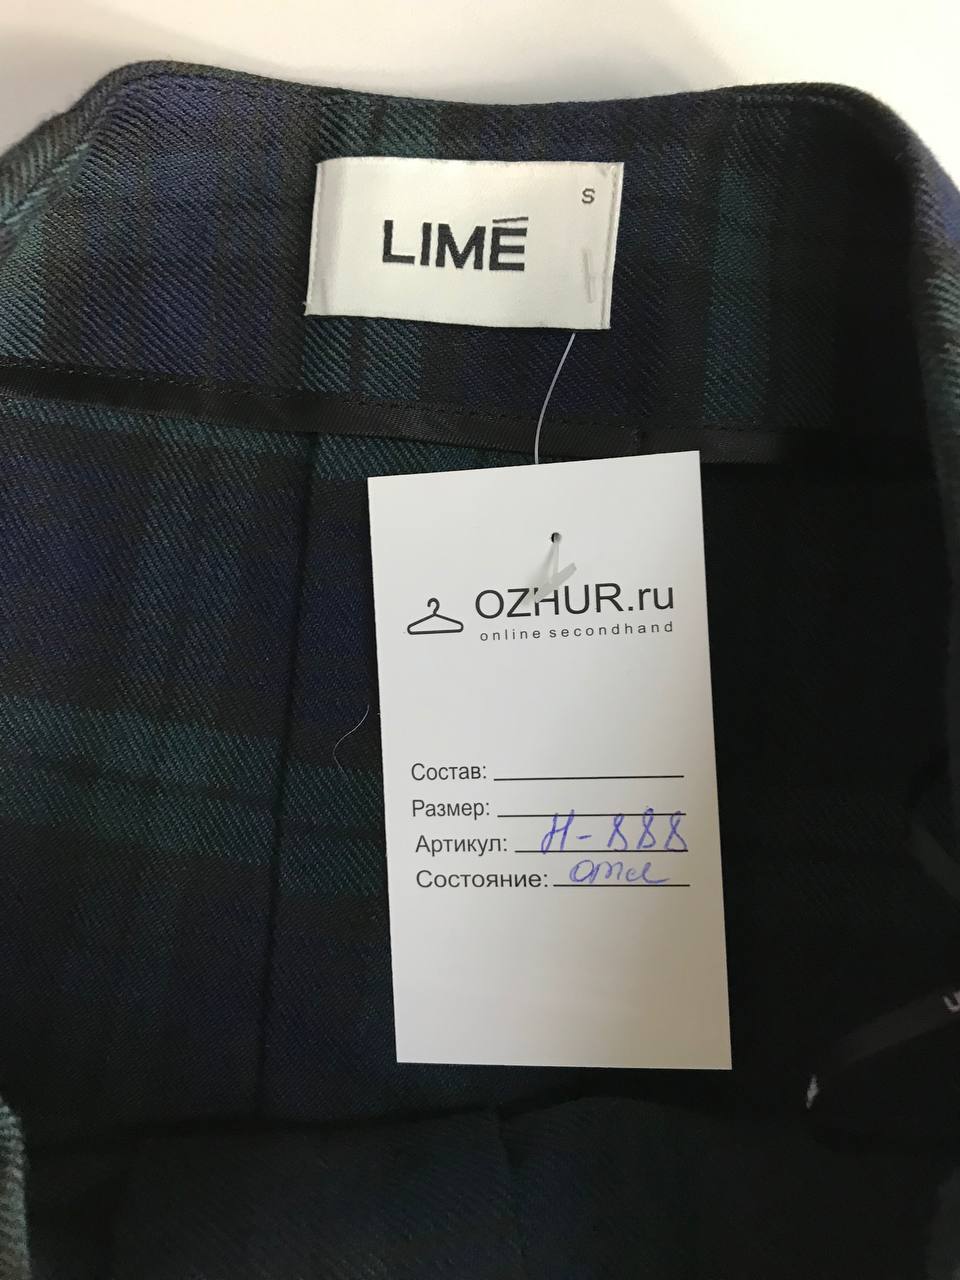 S
LIMÉ
OZHUR.ru
online secondhand
Состав:
Размер:
Артикул: Н-888
Состояние: отл